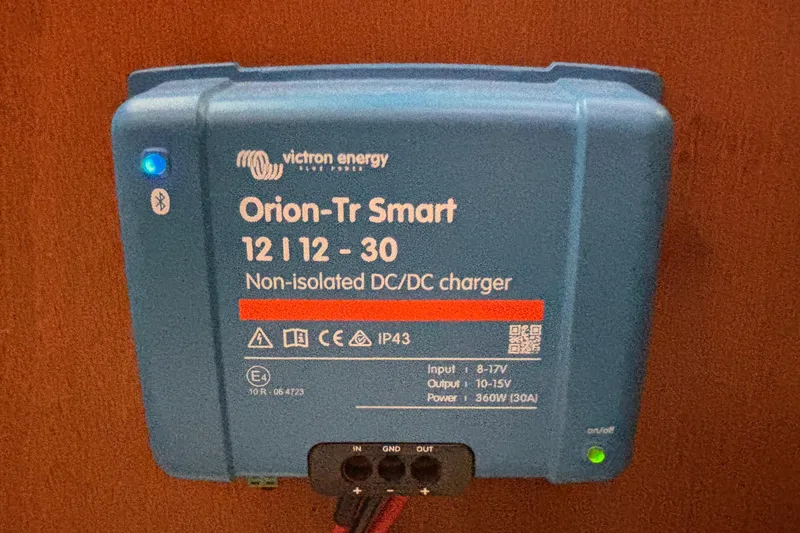 victron energy
BLUE POWER
Orion-Tr Smart
12 | 12 - 30
Non-isolated DC/DC charger
CE IP43
E4
10 R - 06 4723
Input : 8-17V
Output : 10-15V
Power : 360W (30A)
on/off
IN GND OUT
+ - +